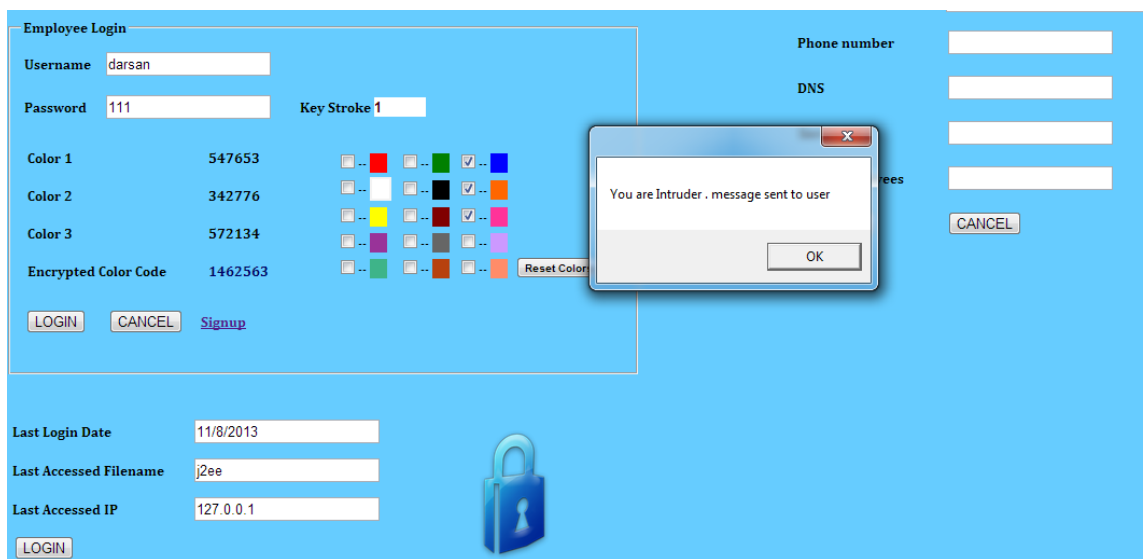 Employee Login
Username darsan
Password 111 Key Stroke 1
Color 1 547653
Color 2 342776
Color 3 572134
Encrypted Color Code 1462563
-- -- --
-- -- --
-- -- --
-- -- --
-- -- --
Reset Color
LOGIN CANCEL Signup
Phone number
DNS
CANCEL
x
You are Intruder . message sent to user
OK
Last Login Date 11/8/2013
Last Accessed Filename j2ee
Last Accessed IP 127.0.0.1
LOGIN